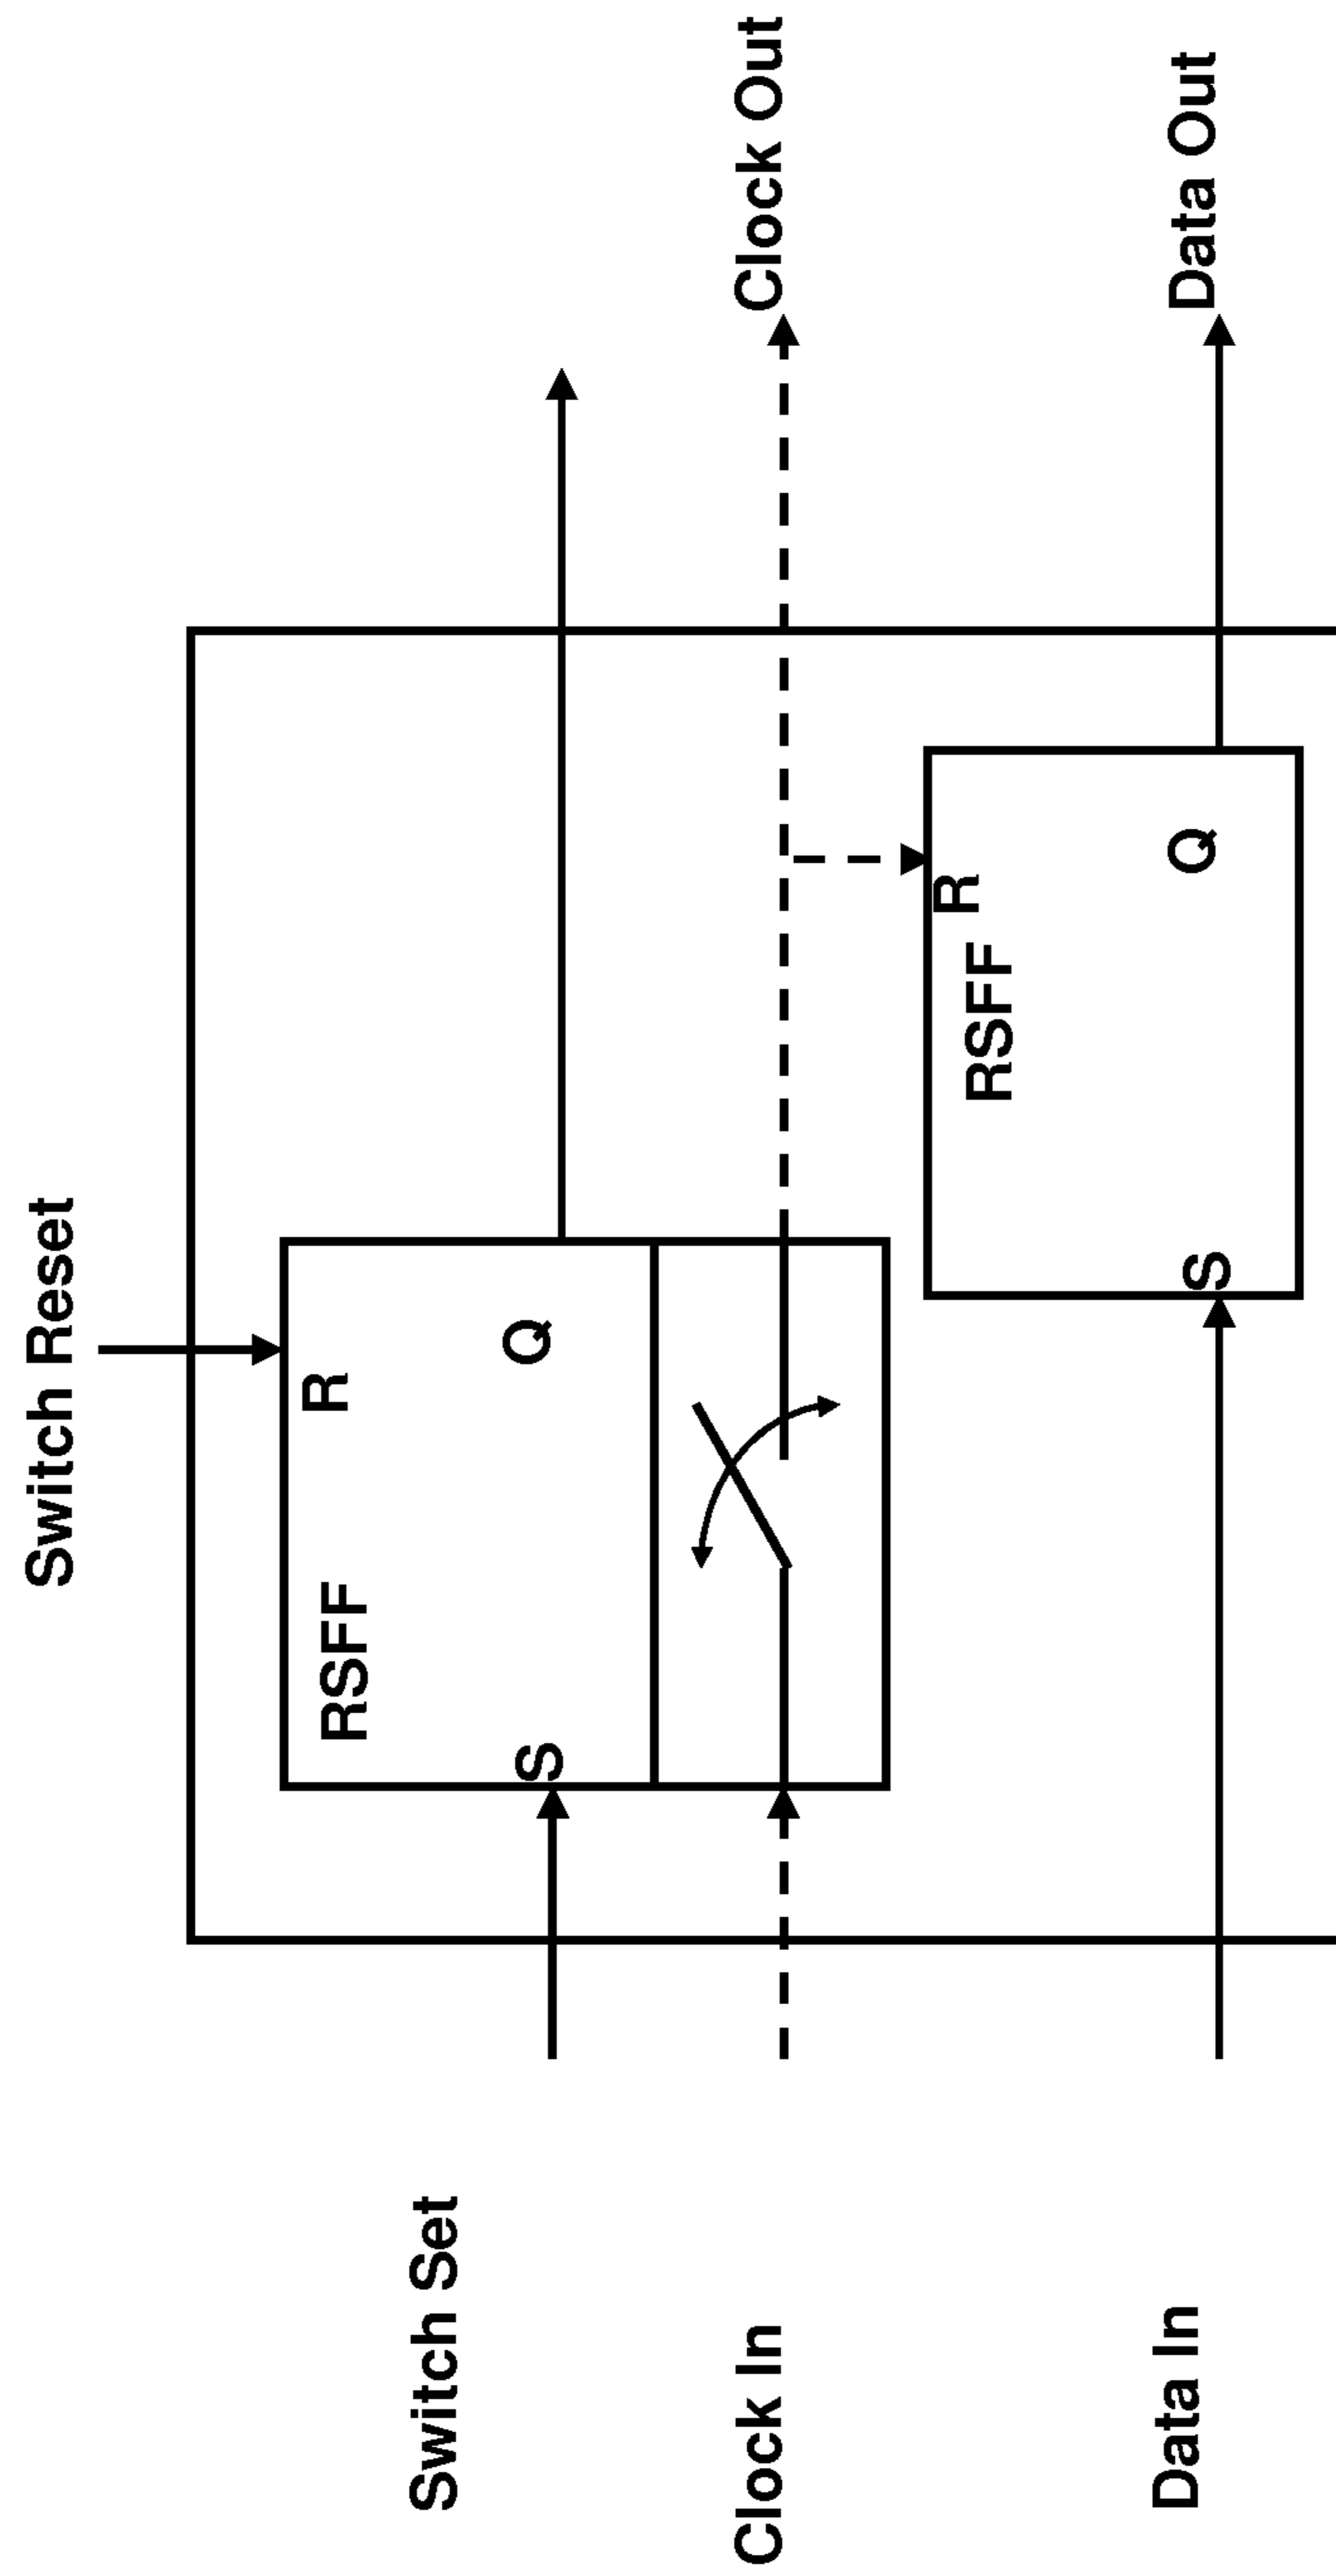 Switch Reset
R
RSFF
Q
S
Switch Set
Clock In
Clock Out
R
RSFF
Q
S
Data In
Data Out